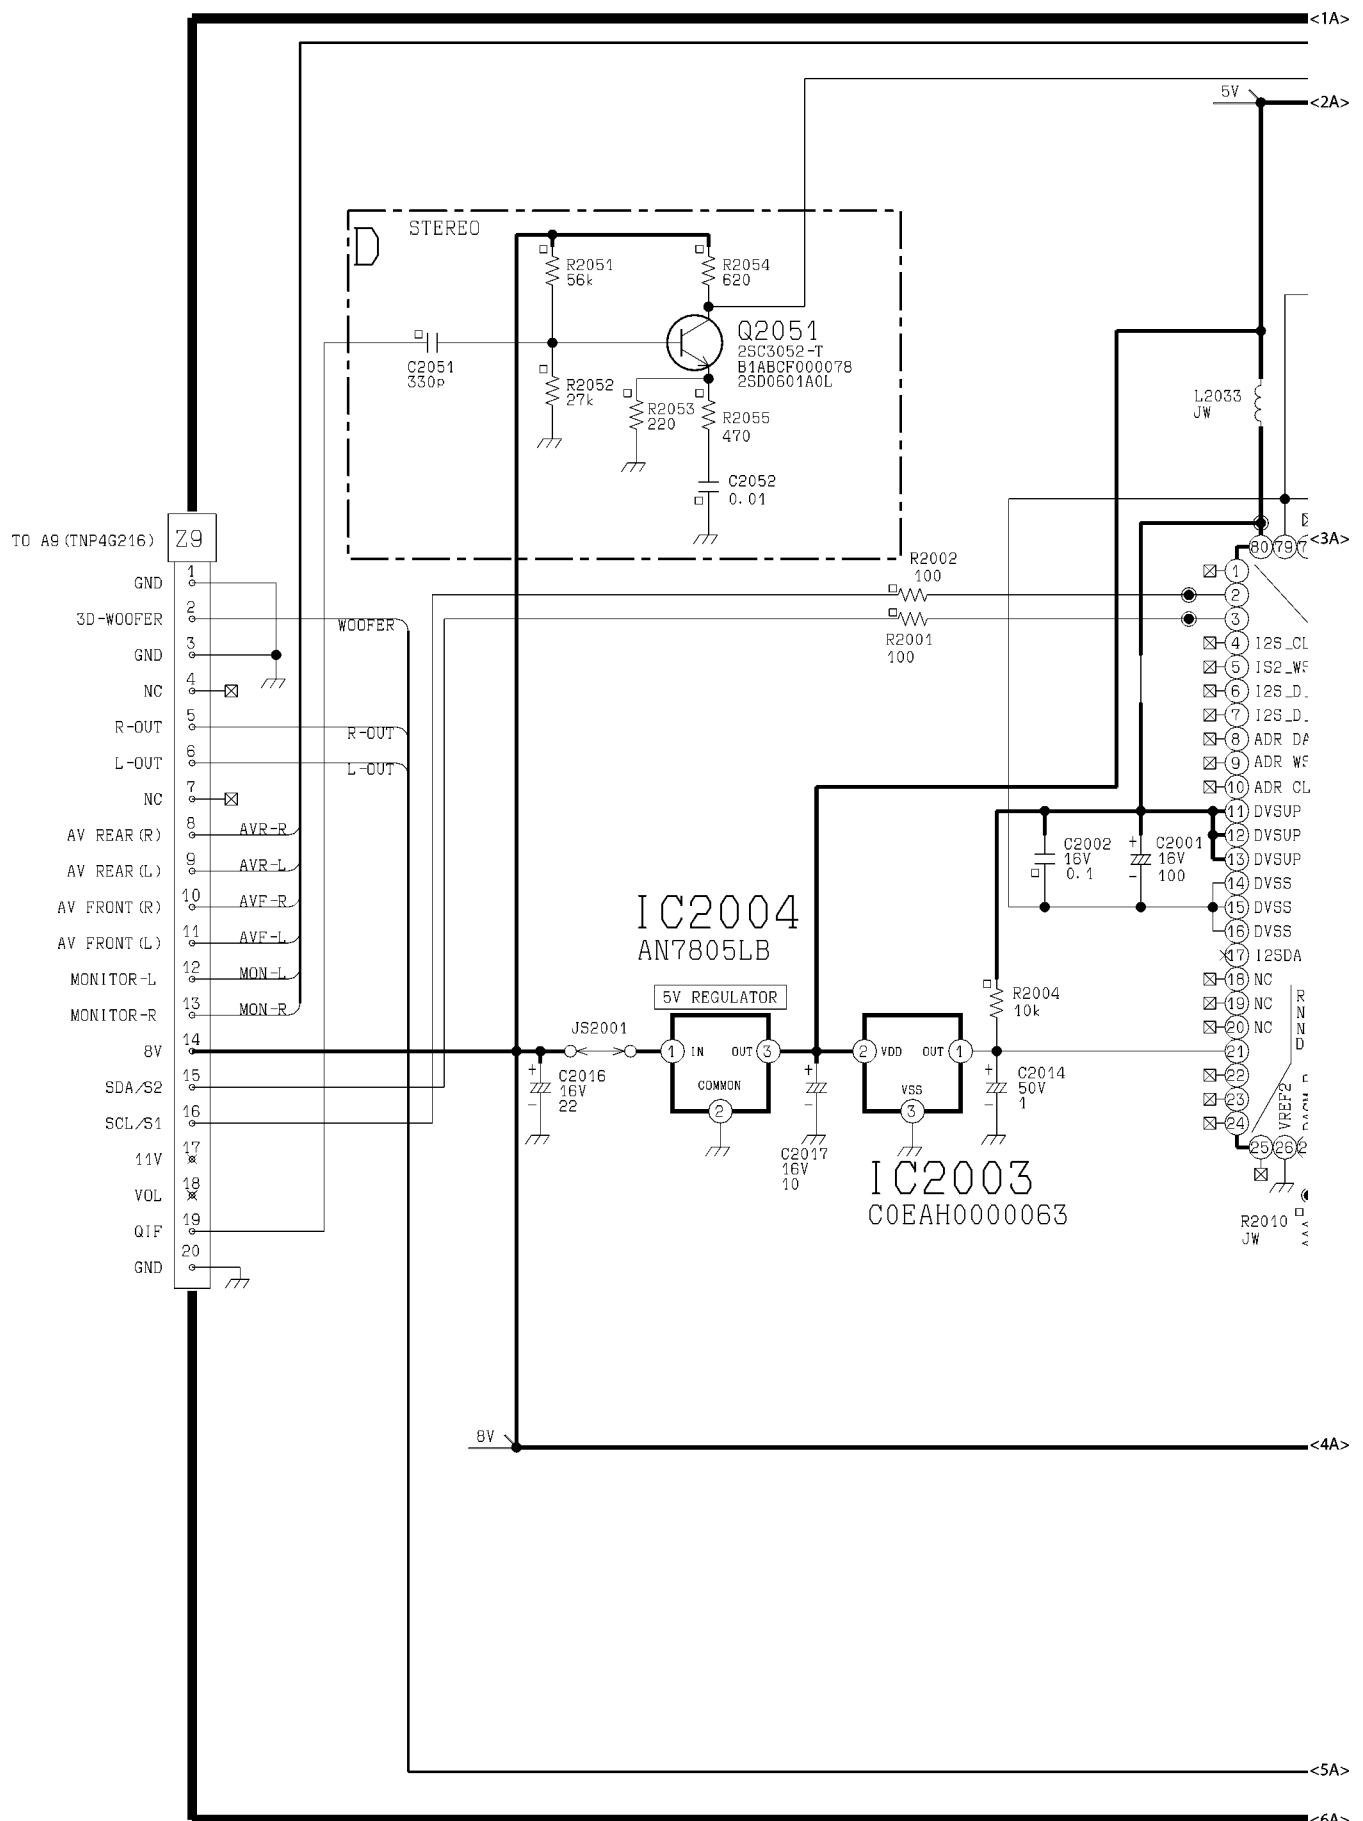 <1A>
5V
<2A>
STEREO
R2051
56k
R2054
620
Q2051
2SC3052-T
B1ABCF000078
2SD0601A0L
C2051
330p
R2052
27k
R2053
220
R2055
470
L2033
JW
C2052
0.01
TO A9(TNP4G216)
Z9
<3A>
80
79
R2002
100
R2001
100
1
GND
2
3D-WOOFER
WOOFER
3
GND
4
NC
5
R-OUT
R-OUT
6
L-OUT
L-OUT
7
NC
8
AV REAR(R)
AVR-R
9
AV REAR(L)
AVR-L
10
AV FRONT(R)
AVF-R
11
AV FRONT(L)
AVF-L
12
MONITOR-L
MON-L
13
MONITOR-R
MON-R
14
8V
15
SDA/S2
16
SCL/S1
17
11V
18
VOL
19
QIF
20
GND
1
2
3
4 I2S_CL
5 IS2_WS
6 I2S_D_
7 I2S_D_
8 ADR DA
9 ADR WS
10 ADR CL
11 DVSUP
12 DVSUP
13 DVSUP
14 DVSS
15 DVSS
16 DVSS
17 I2SDA
18 NC
19 NC
20 NC
21
22
23
24
25
26
VREF2
C2002
16V
0.1
+
C2001
16V
100
-
IC2004
AN7805LB
5V REGULATOR
JS2001
1 IN
OUT 3
COMMON
2
+
C2016
16V
22
-
+
C2017
16V
10
-
2 VDD
OUT 1
VSS
3
R2004
10k
+
C2014
50V
1
-
IC2003
C0EAH0000063
R2010
JW
8V
<4A>
<5A>
<6A>